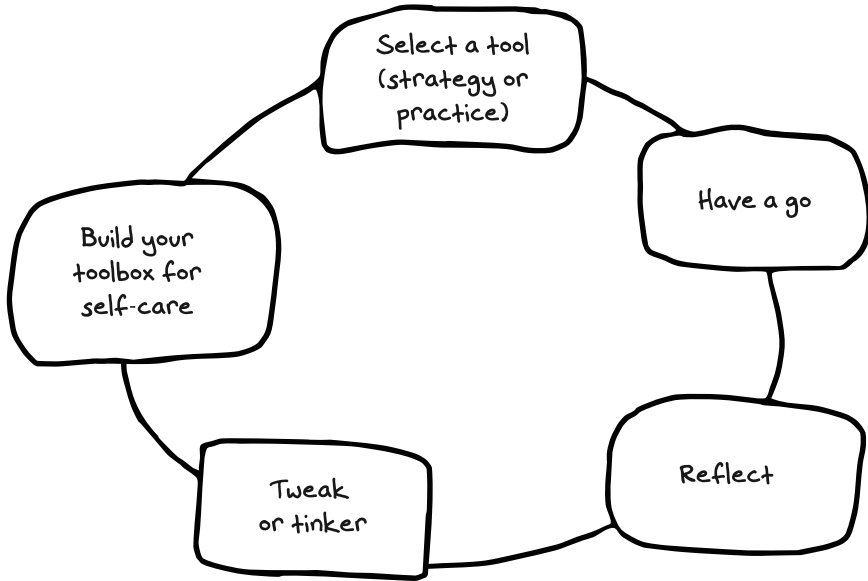 Select a tool
(strategy or
practice)
Have a go
Reflect
Tweak
or tinker
Build your
toolbox for
self-care